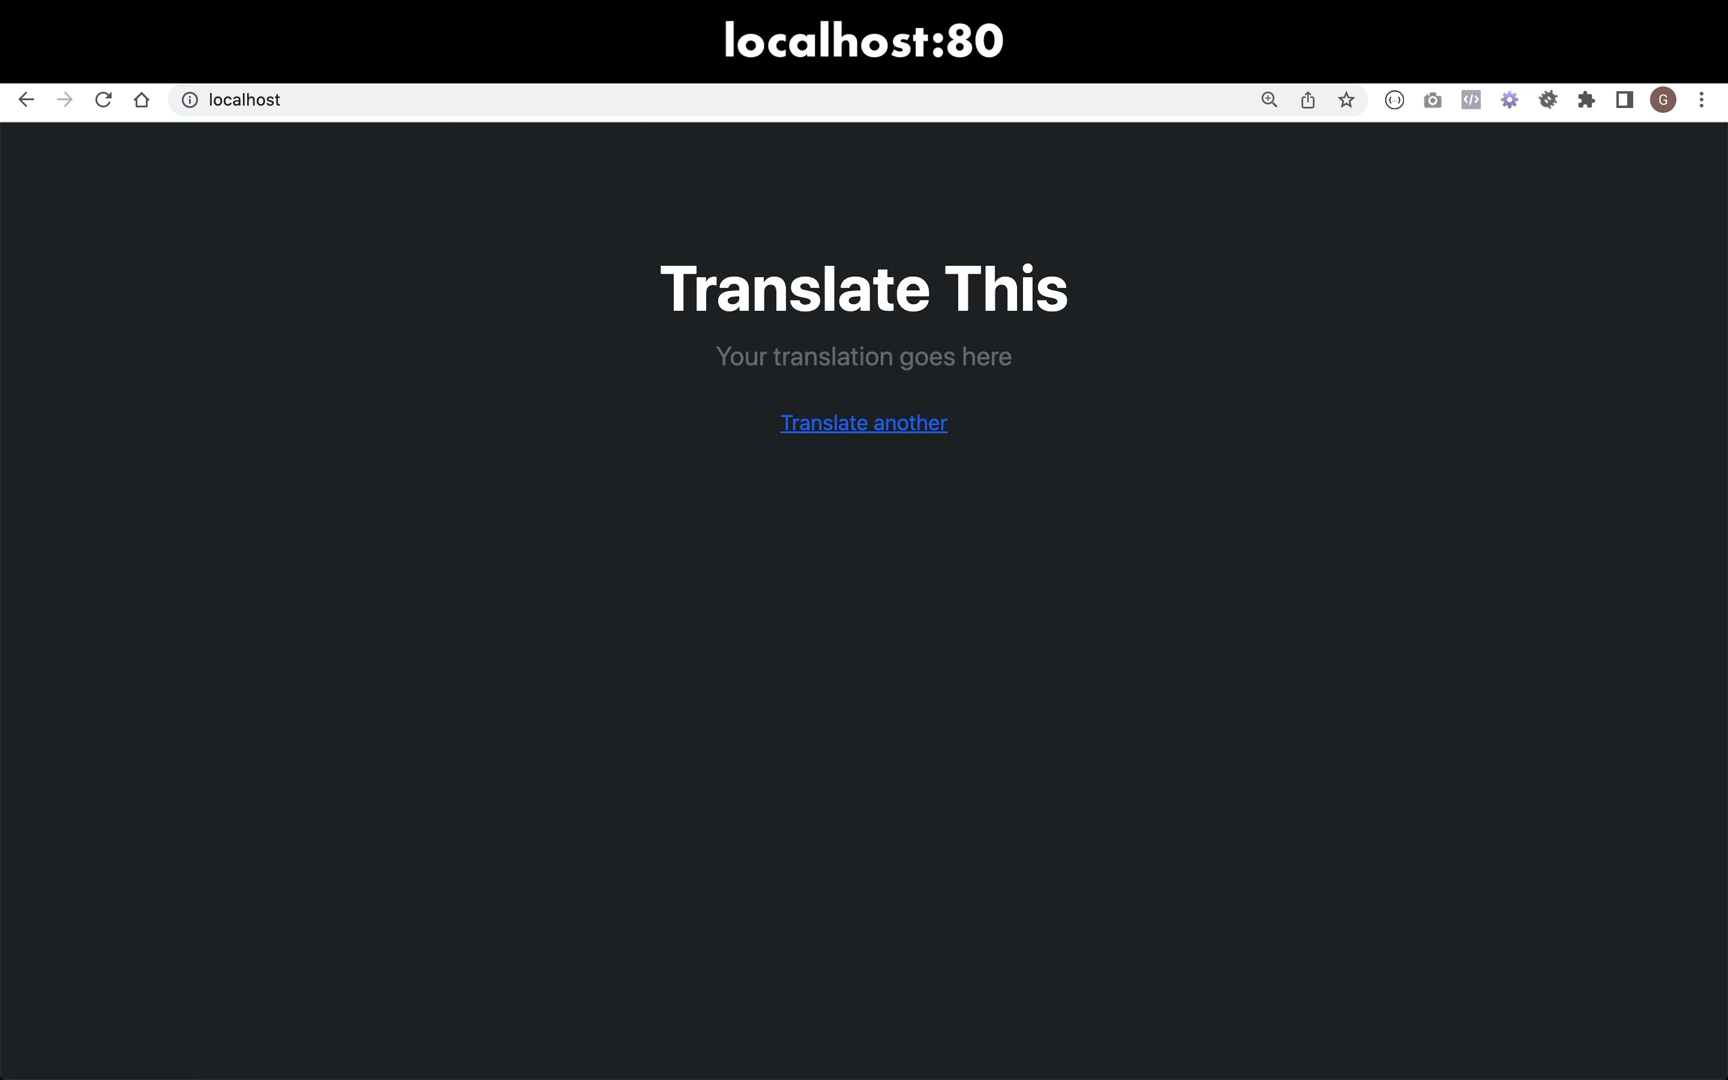 localhost:80
localhost
G
Translate This
Your translation goes here
Translate another